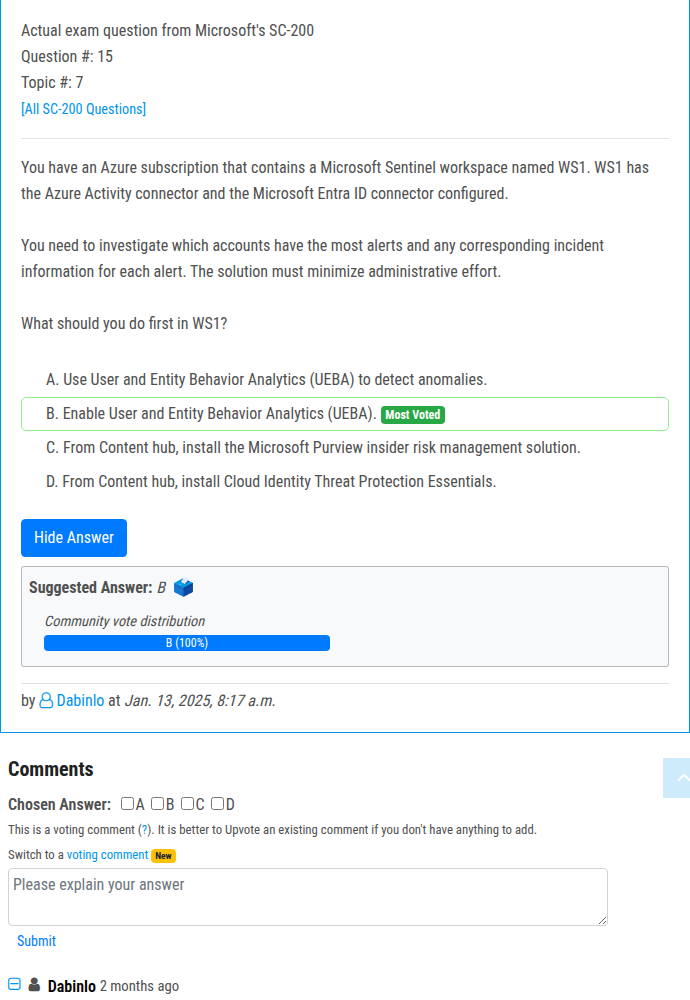 Actual exam question from Microsoft's SC-200
Question #: 15
Topic #: 7
[All SC-200 Questions]
You have an Azure subscription that contains a Microsoft Sentinel workspace named WS1. WS1 has
the Azure Activity connector and the Microsoft Entra ID connector configured.
You need to investigate which accounts have the most alerts and any corresponding incident
information for each alert. The solution must minimize administrative effort.
What should you do first in WS1?
A. Use User and Entity Behavior Analytics (UEBA) to detect anomalies.
B. Enable User and Entity Behavior Analytics (UEBA). Most Voted
C. From Content hub, install the Microsoft Purview insider risk management solution.
D. From Content hub, install Cloud Identity Threat Protection Essentials.
Hide Answer
Suggested Answer: B
Community vote distribution
B (100%)
by Dabinlo at Jan. 13, 2025, 8:17 a.m.
Comments
Chosen Answer: A B C D
This is a voting comment (?). It is better to Upvote an existing comment if you don't have anything to add.
Switch to a voting comment New
Please explain your answer
Submit
Dabinlo 2 months ago